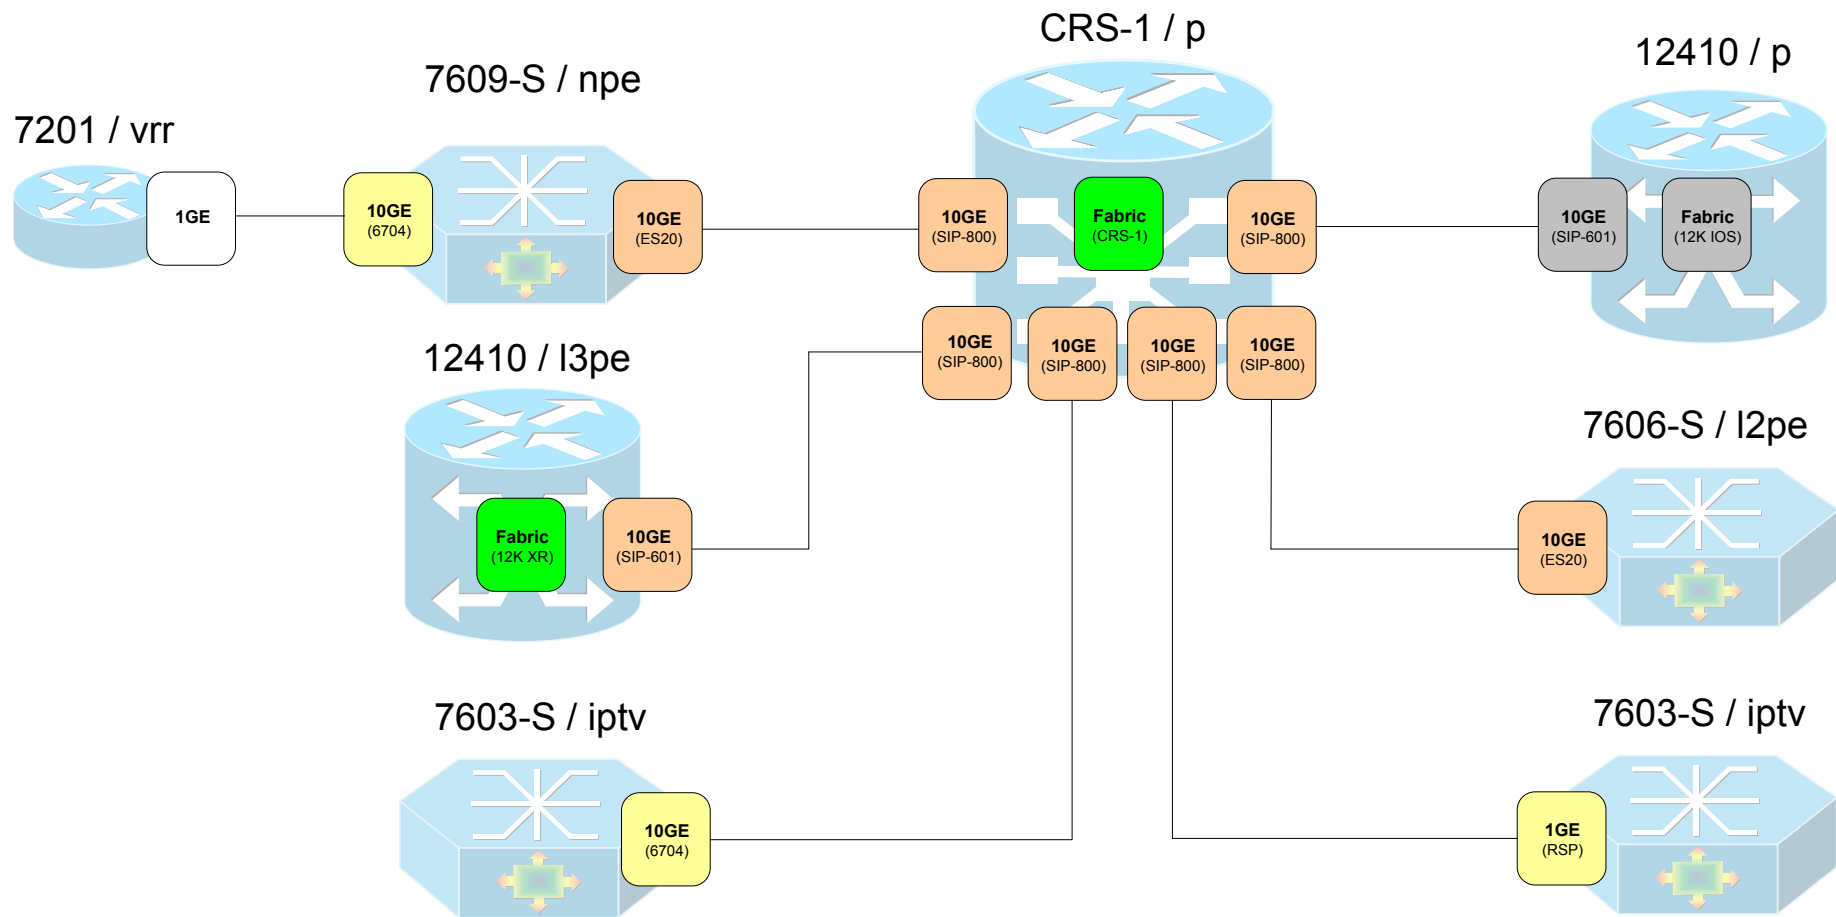 CRS-1 / p
12410 / p
7609-S / npe
7201 / vrr
1GE
10GE
(6704)
10GE
(ES20)
10GE
(SIP-800)
Fabric
(CRS-1)
10GE
(SIP-800)
10GE
(SIP-601)
Fabric
(12K IOS)
12410 / l3pe
10GE
(SIP-800)
10GE
(SIP-800)
10GE
(SIP-800)
10GE
(SIP-800)
7606-S / l2pe
Fabric
(12K XR)
10GE
(SIP-601)
10GE
(ES20)
7603-S / iptv
7603-S / iptv
10GE
(6704)
1GE
(RSP)